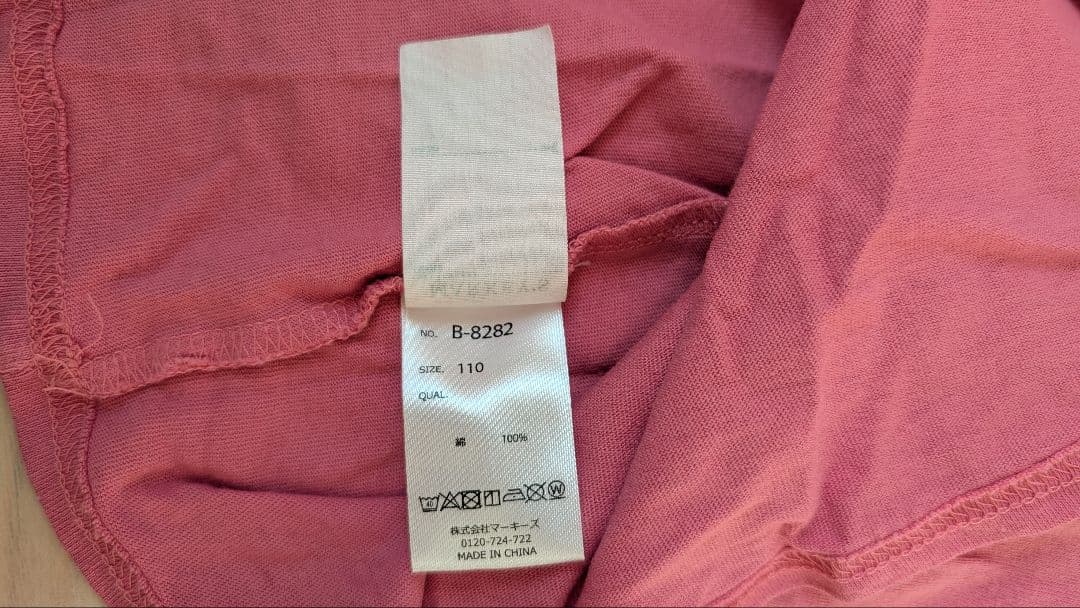 NO. B-8282
SIZE. 110
QUAL.
綿 100%
40
W
株式会社マーキーズ
0120-724-722
MADE IN CHINA